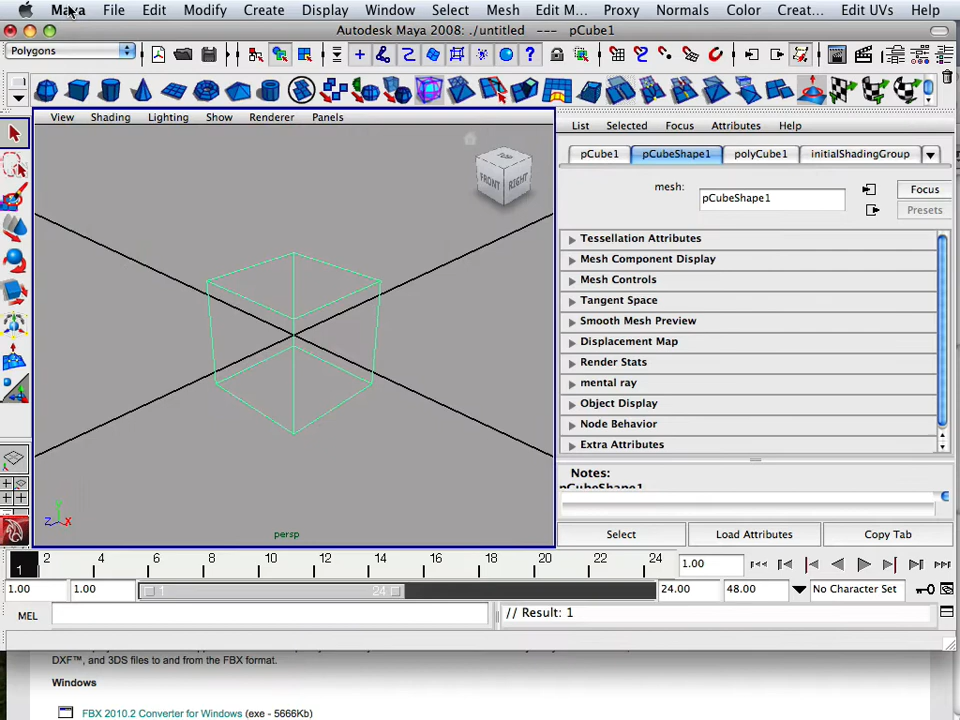 Maya File Edit Modify Create Display Window Select Mesh Edit M... Proxy Normals Color Creat... Edit UVs Help
Autodesk Maya 2008: ./untitled --- pCube1
Polygons
View Shading Lighting Show Renderer Panels
List Selected Focus Attributes Help
pCube1 pCubeShape1 polyCube1 initialShadingGroup
mesh: pCubeShape1 Focus
Presets
TOP
FRONT RIGHT
Tessellation Attributes
Mesh Component Display
Mesh Controls
Tangent Space
Smooth Mesh Preview
Displacement Map
Render Stats
mental ray
Object Display
Node Behavior
Extra Attributes
Notes:
pCubeShape1
Y
Z X
persp
Select Load Attributes Copy Tab
1 2 4 6 8 10 12 14 16 18 20 22 24 1.00
1.00 1.00 1 24 24.00 48.00 No Character Set
MEL // Result: 1
DXF™, and 3DS files to and from the FBX format.
Windows
FBX 2010.2 Converter for Windows (exe - 5666Kb)